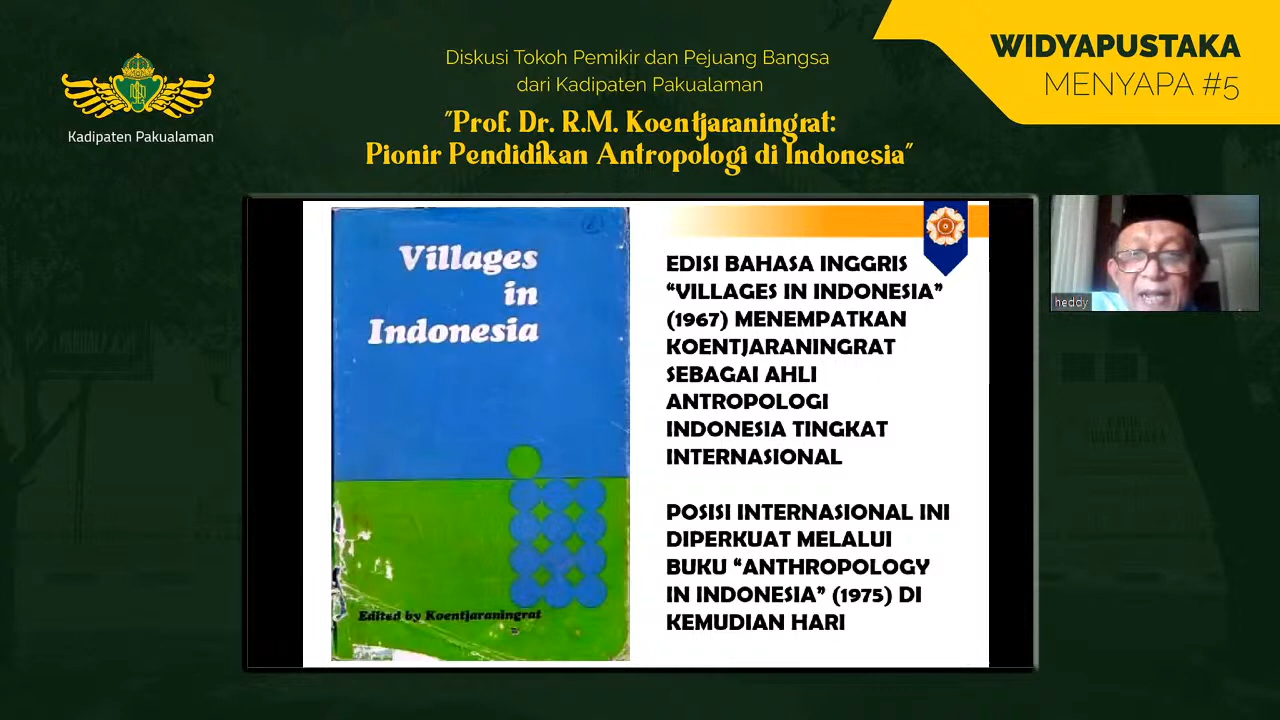 Kadipaten Pakualaman
Diskusi Tokoh Pemikir dan Pejuang Bangsa
dari Kadipaten Pakualaman
"Prof. Dr. R.M. Koentjaraningrat:
Pionir Pendidikan Antropologi di Indonesia"
WIDYAPUSTAKA
MENYAPA #5
Villages
in
Indonesia
Edited by Koentjaraningrat
EDISI BAHASA INGGRIS
“VILLAGES IN INDONESIA”
(1967) MENEMPATKAN
KOENTJARANINGRAT
SEBAGAI AHLI
ANTROPOLOGI
INDONESIA TINGKAT
INTERNASIONAL
POSISI INTERNASIONAL INI
DIPERKUAT MELALUI
BUKU “ANTHROPOLOGY
IN INDONESIA” (1975) DI
KEMUDIAN HARI
heddy